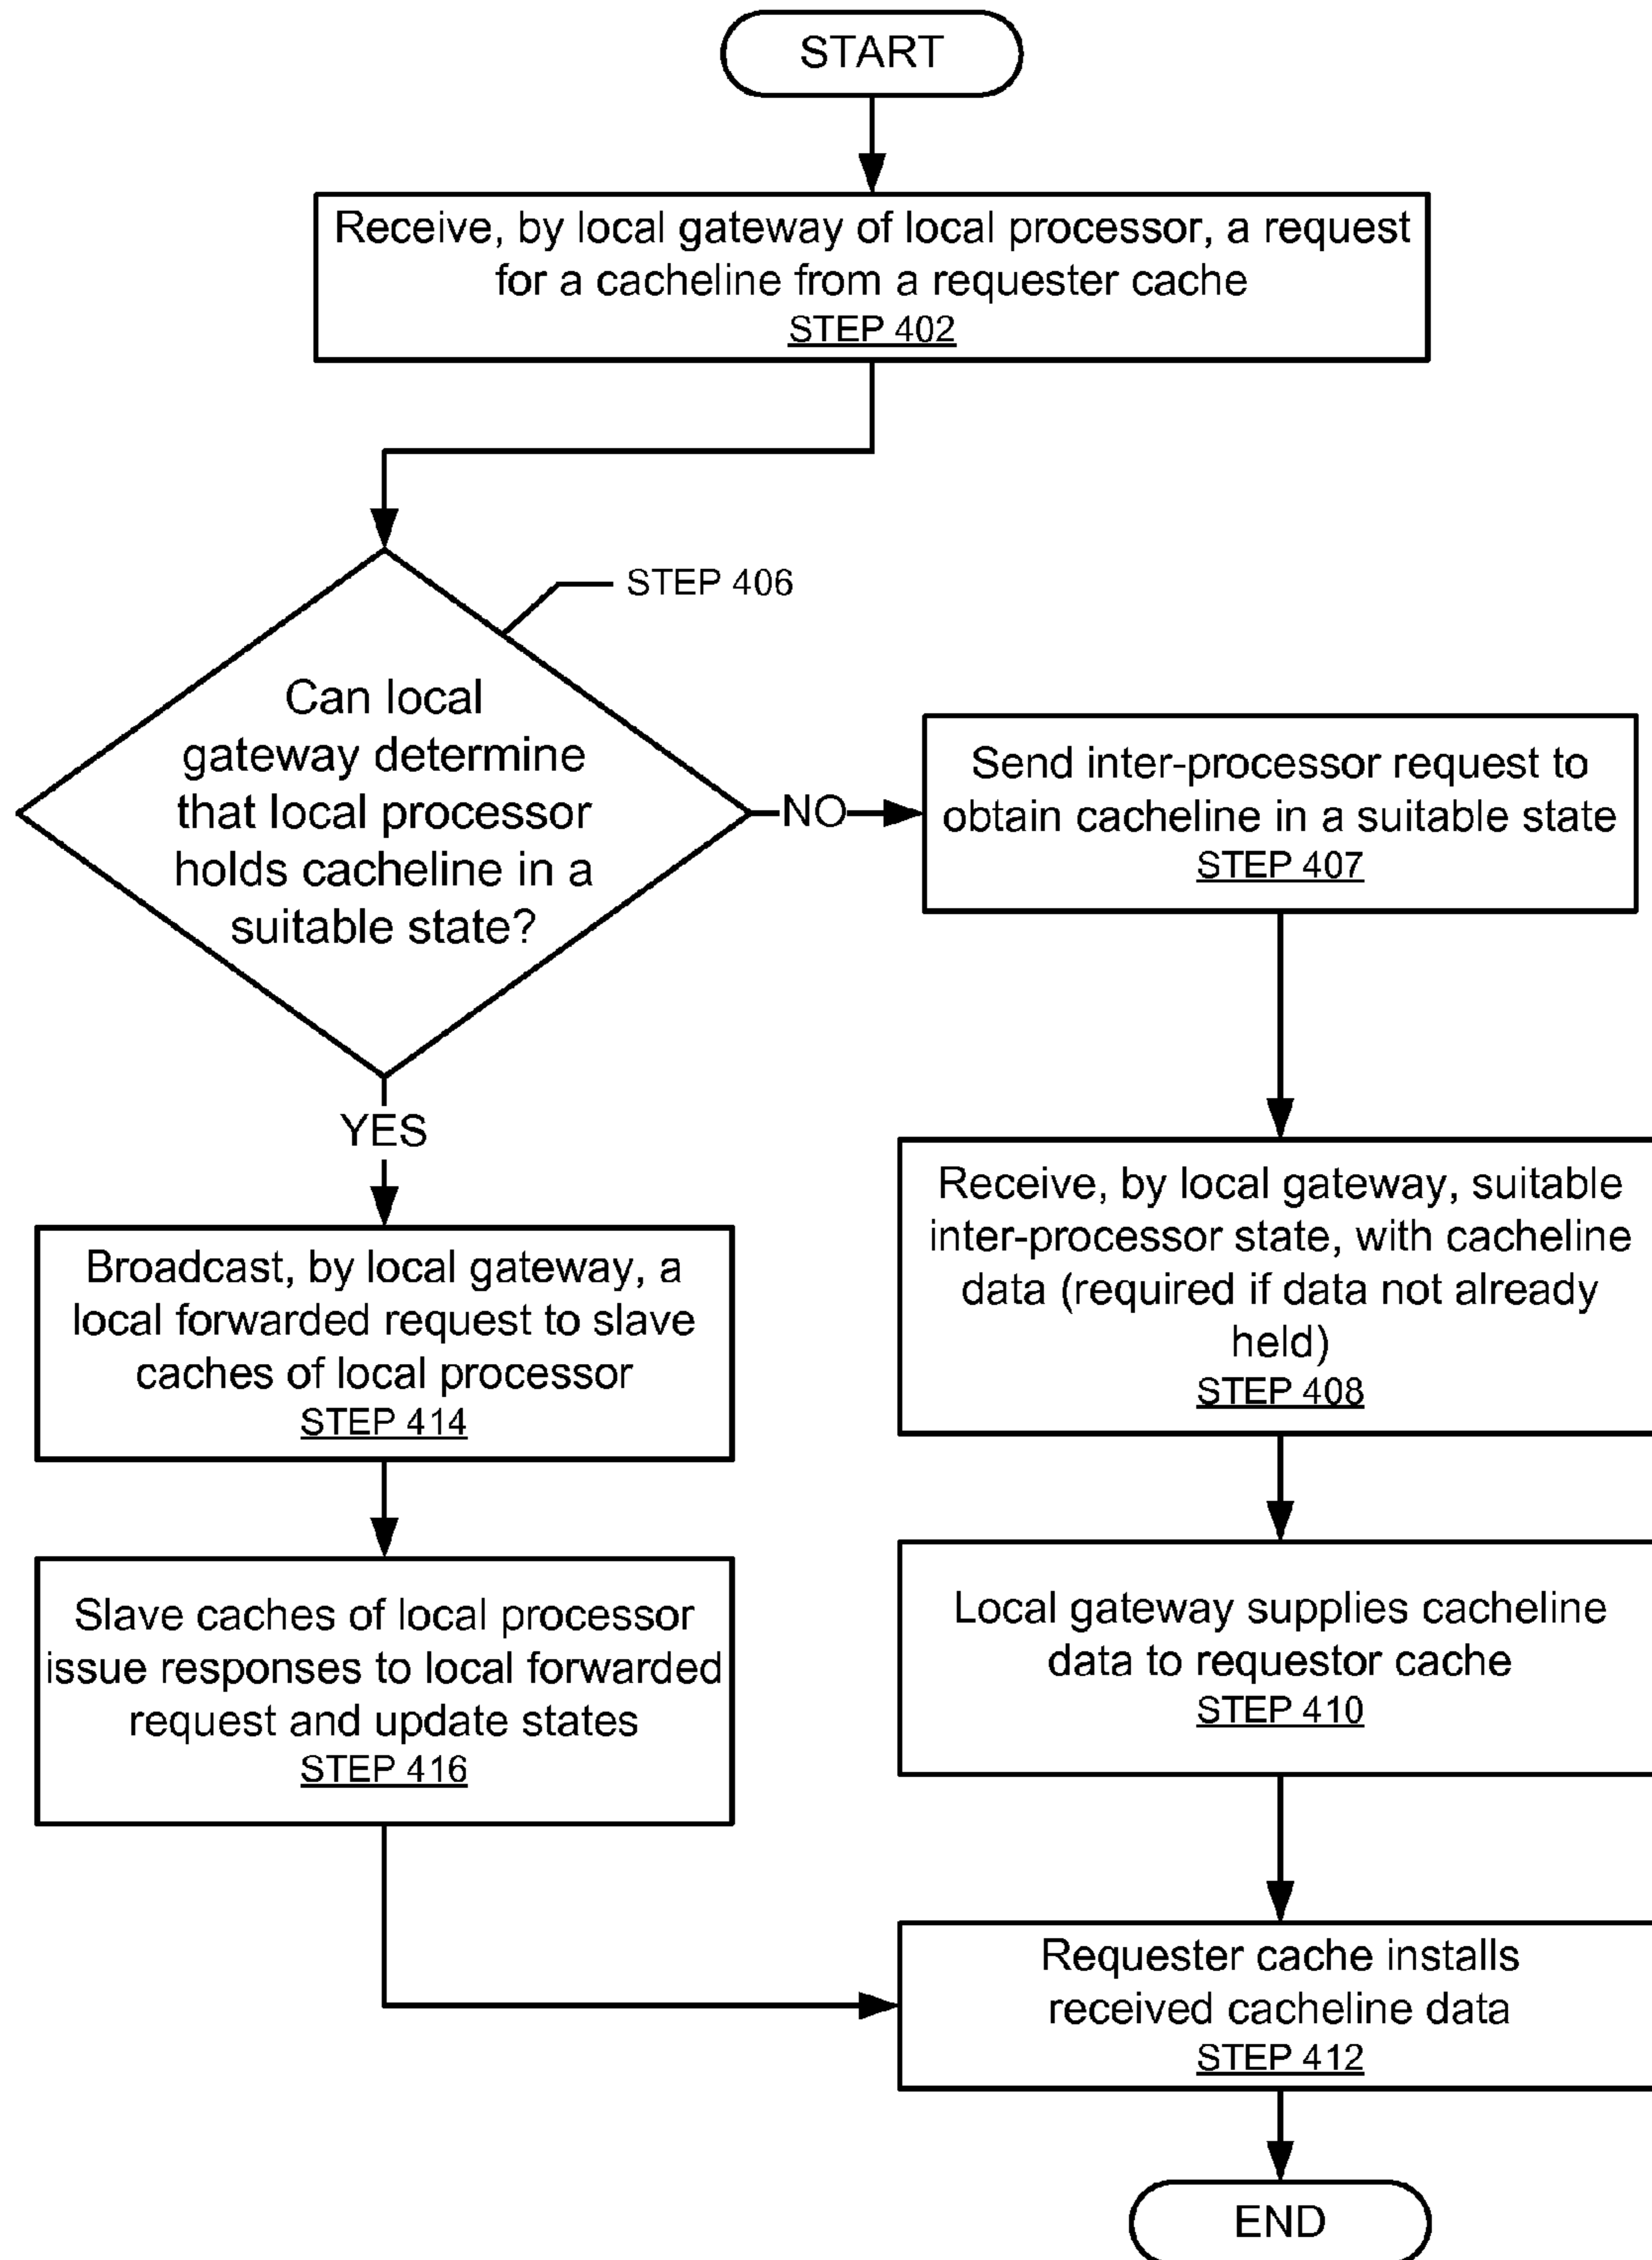 START
Receive, by local gateway of local processor, a request
for a cacheline from a requester cache
STEP 402
STEP 406
Can local
gateway determine
that local processor
holds cacheline in a
suitable state?
NO
Send inter-processor request to
obtain cacheline in a suitable state
STEP 407
YES
Receive, by local gateway, suitable
inter-processor state, with cacheline
data (required if data not already
held)
STEP 408
Broadcast, by local gateway, a
local forwarded request to slave
caches of local processor
STEP 414
Local gateway supplies cacheline
data to requestor cache
STEP 410
Slave caches of local processor
issue responses to local forwarded
request and update states
STEP 416
Requester cache installs
received cacheline data
STEP 412
END